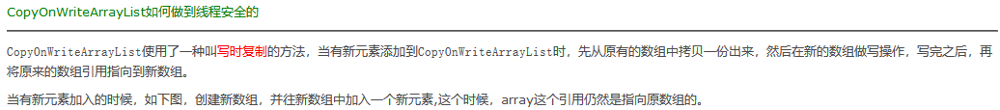 CopyOnWriteArrayList如何做到线程安全的
CopyOnWriteArrayList使用了一种叫写时复制的方法，当有新元素添加到CopyOnWriteArrayList时，先从原有的数组中拷贝一份出来，然后在新的数组做写操作，写完之后，再
将原来的数组引用指向到新数组。
当有新元素加入的时候，如下图，创建新数组，并往新数组中加入一个新元素,这个时候，array这个引用仍然是指向原数组的。